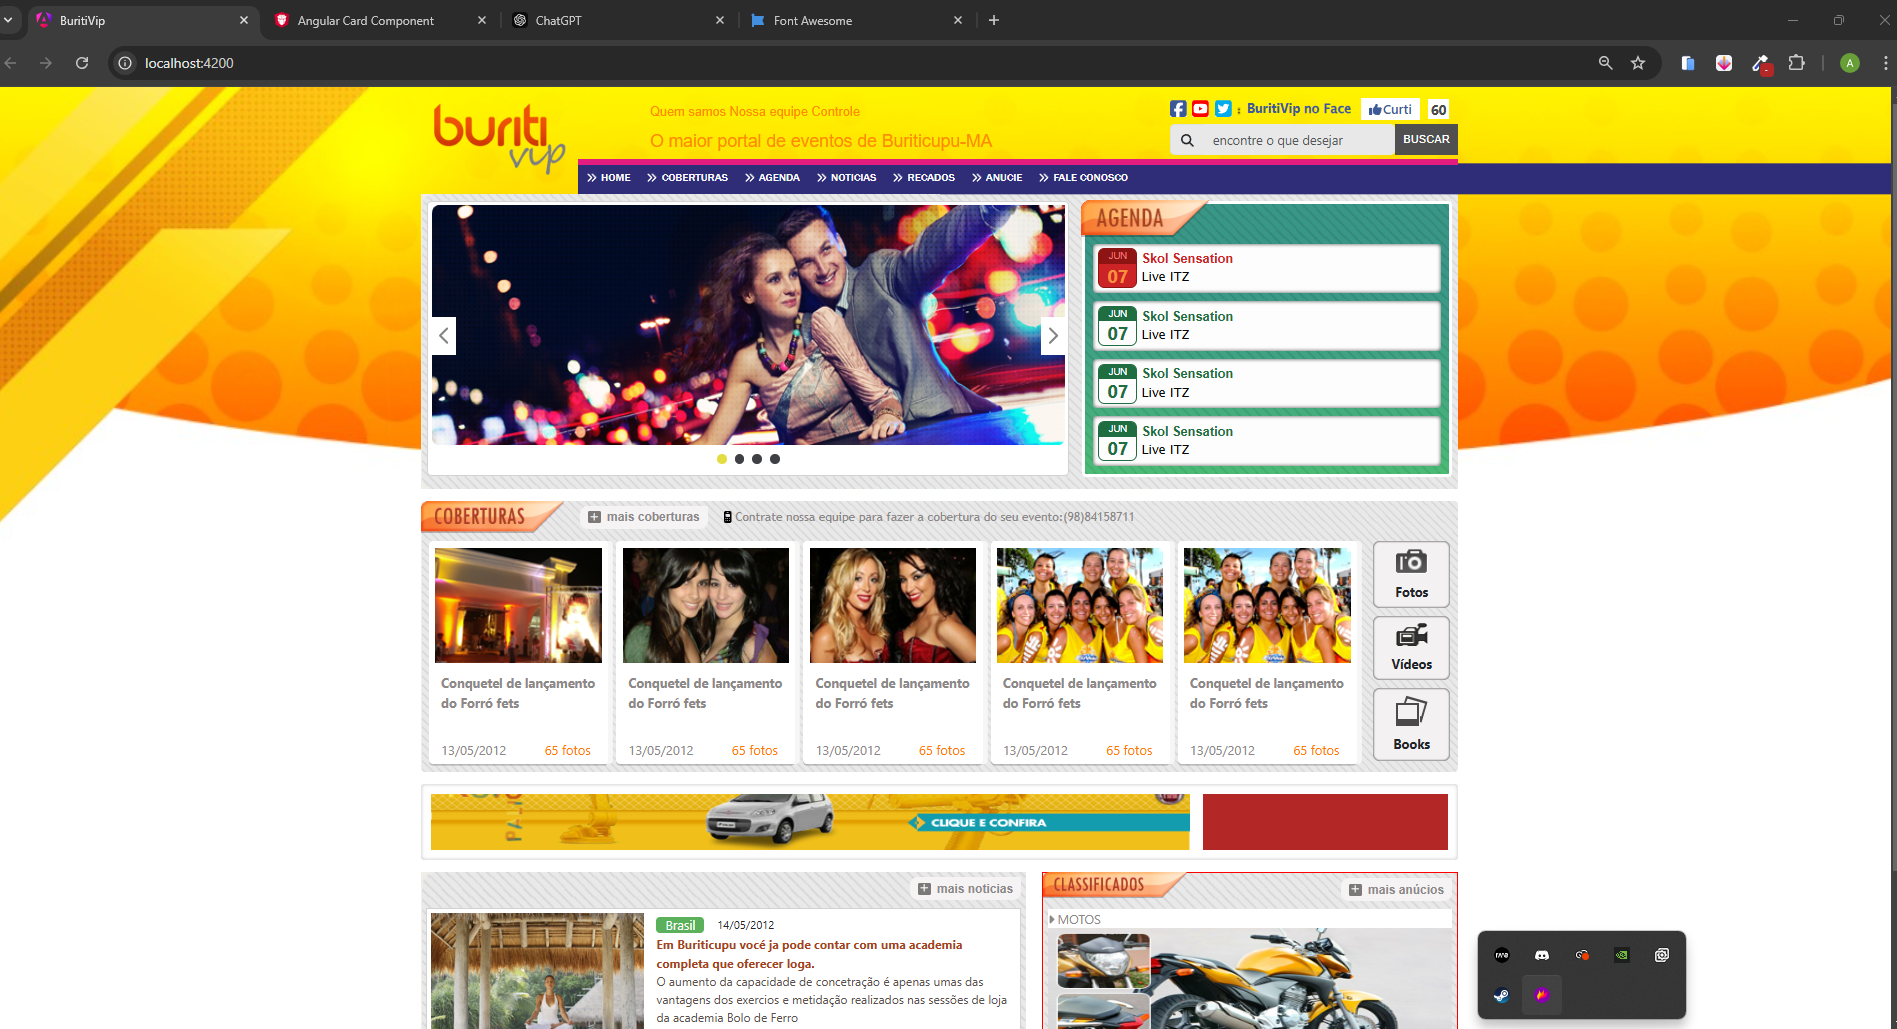 BuritiVip
Angular Card Component
ChatGPT
Font Awesome
localhost:4200
A
buriti
vip
Quem samos Nossa equipe Controle
O maior portal de eventos de Buriticupu-MA
: BuritiVip no Face
Curti
60
encontre o que desejar
BUSCAR
HOME
COBERTURAS
AGENDA
NOTICIAS
RECADOS
ANUCIE
FALE CONOSCO
AGENDA
JUN
07
Skol Sensation
Live ITZ
JUN
07
Skol Sensation
Live ITZ
JUN
07
Skol Sensation
Live ITZ
JUN
07
Skol Sensation
Live ITZ
COBERTURAS
mais coberturas
Contrate nossa equipe para fazer a cobertura do seu evento:(98)84158711
Conquetel de lançamento
do Forró fets
13/05/2012
65 fotos
Conquetel de lançamento
do Forró fets
13/05/2012
65 fotos
Conquetel de lançamento
do Forró fets
13/05/2012
65 fotos
Conquetel de lançamento
do Forró fets
13/05/2012
65 fotos
Conquetel de lançamento
do Forró fets
13/05/2012
65 fotos
Fotos
Vídeos
Books
CLIQUE E CONFIRA
mais noticias
Brasil
14/05/2012
Em Buriticupu vocé ja pode contar com uma academia
completa que oferecer loga.
O aumento da capacidade de concetração é apenas umas das
vantagens dos exercios e metidação realizados nas sessões de loja
da academia Bolo de Ferro
CLASSIFICADOS
mais anúcios
MOTOS